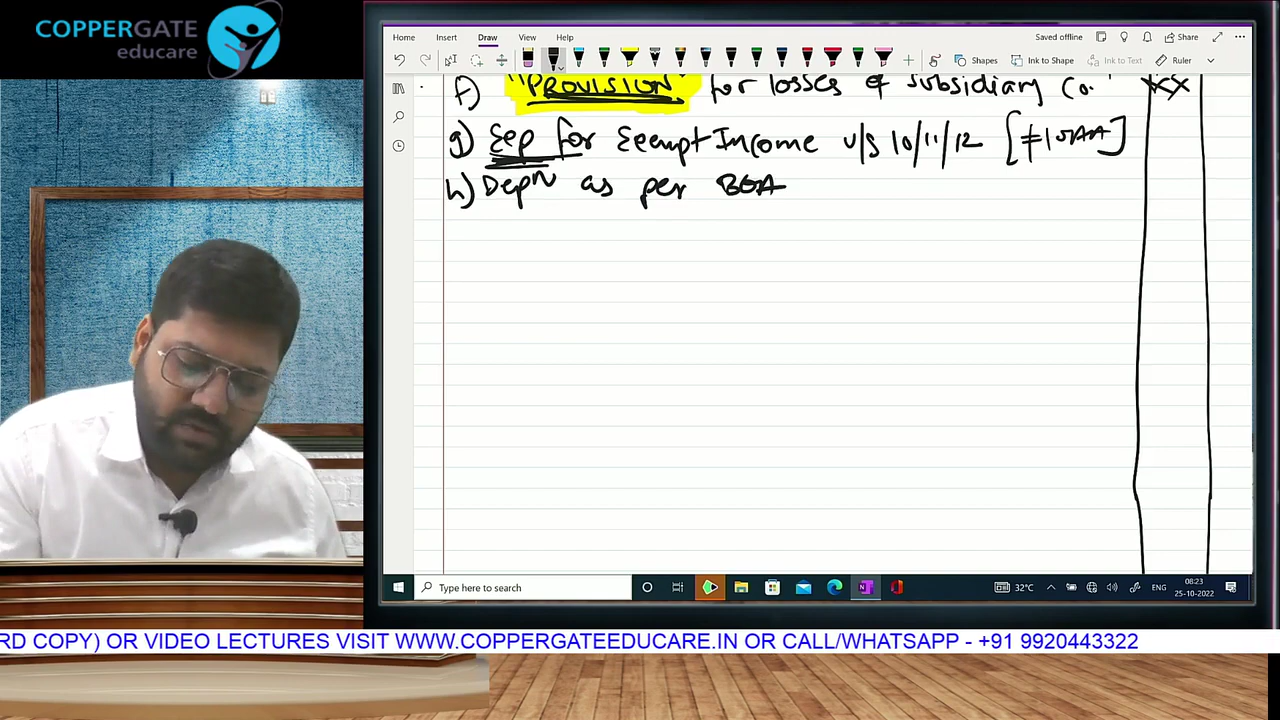 COPPERGATE
educare
Home Insert Draw View Help
Saved offline
Share
Shapes
Ink to Shape
Ink to Text
Ruler
f) "PROVISION" for losses of subsidiary Co. xxx
g) Exp for Exempt Income u/s 10/11/12 [≠10AA]
h) Depn as per BOA
Type here to search
32°C
ENG
08:23
25-10-2022
RD COPY) OR VIDEO LECTURES VISIT WWW.COPPERGATEEDUCARE.IN OR CALL/WHATSAPP - +91 9920443322